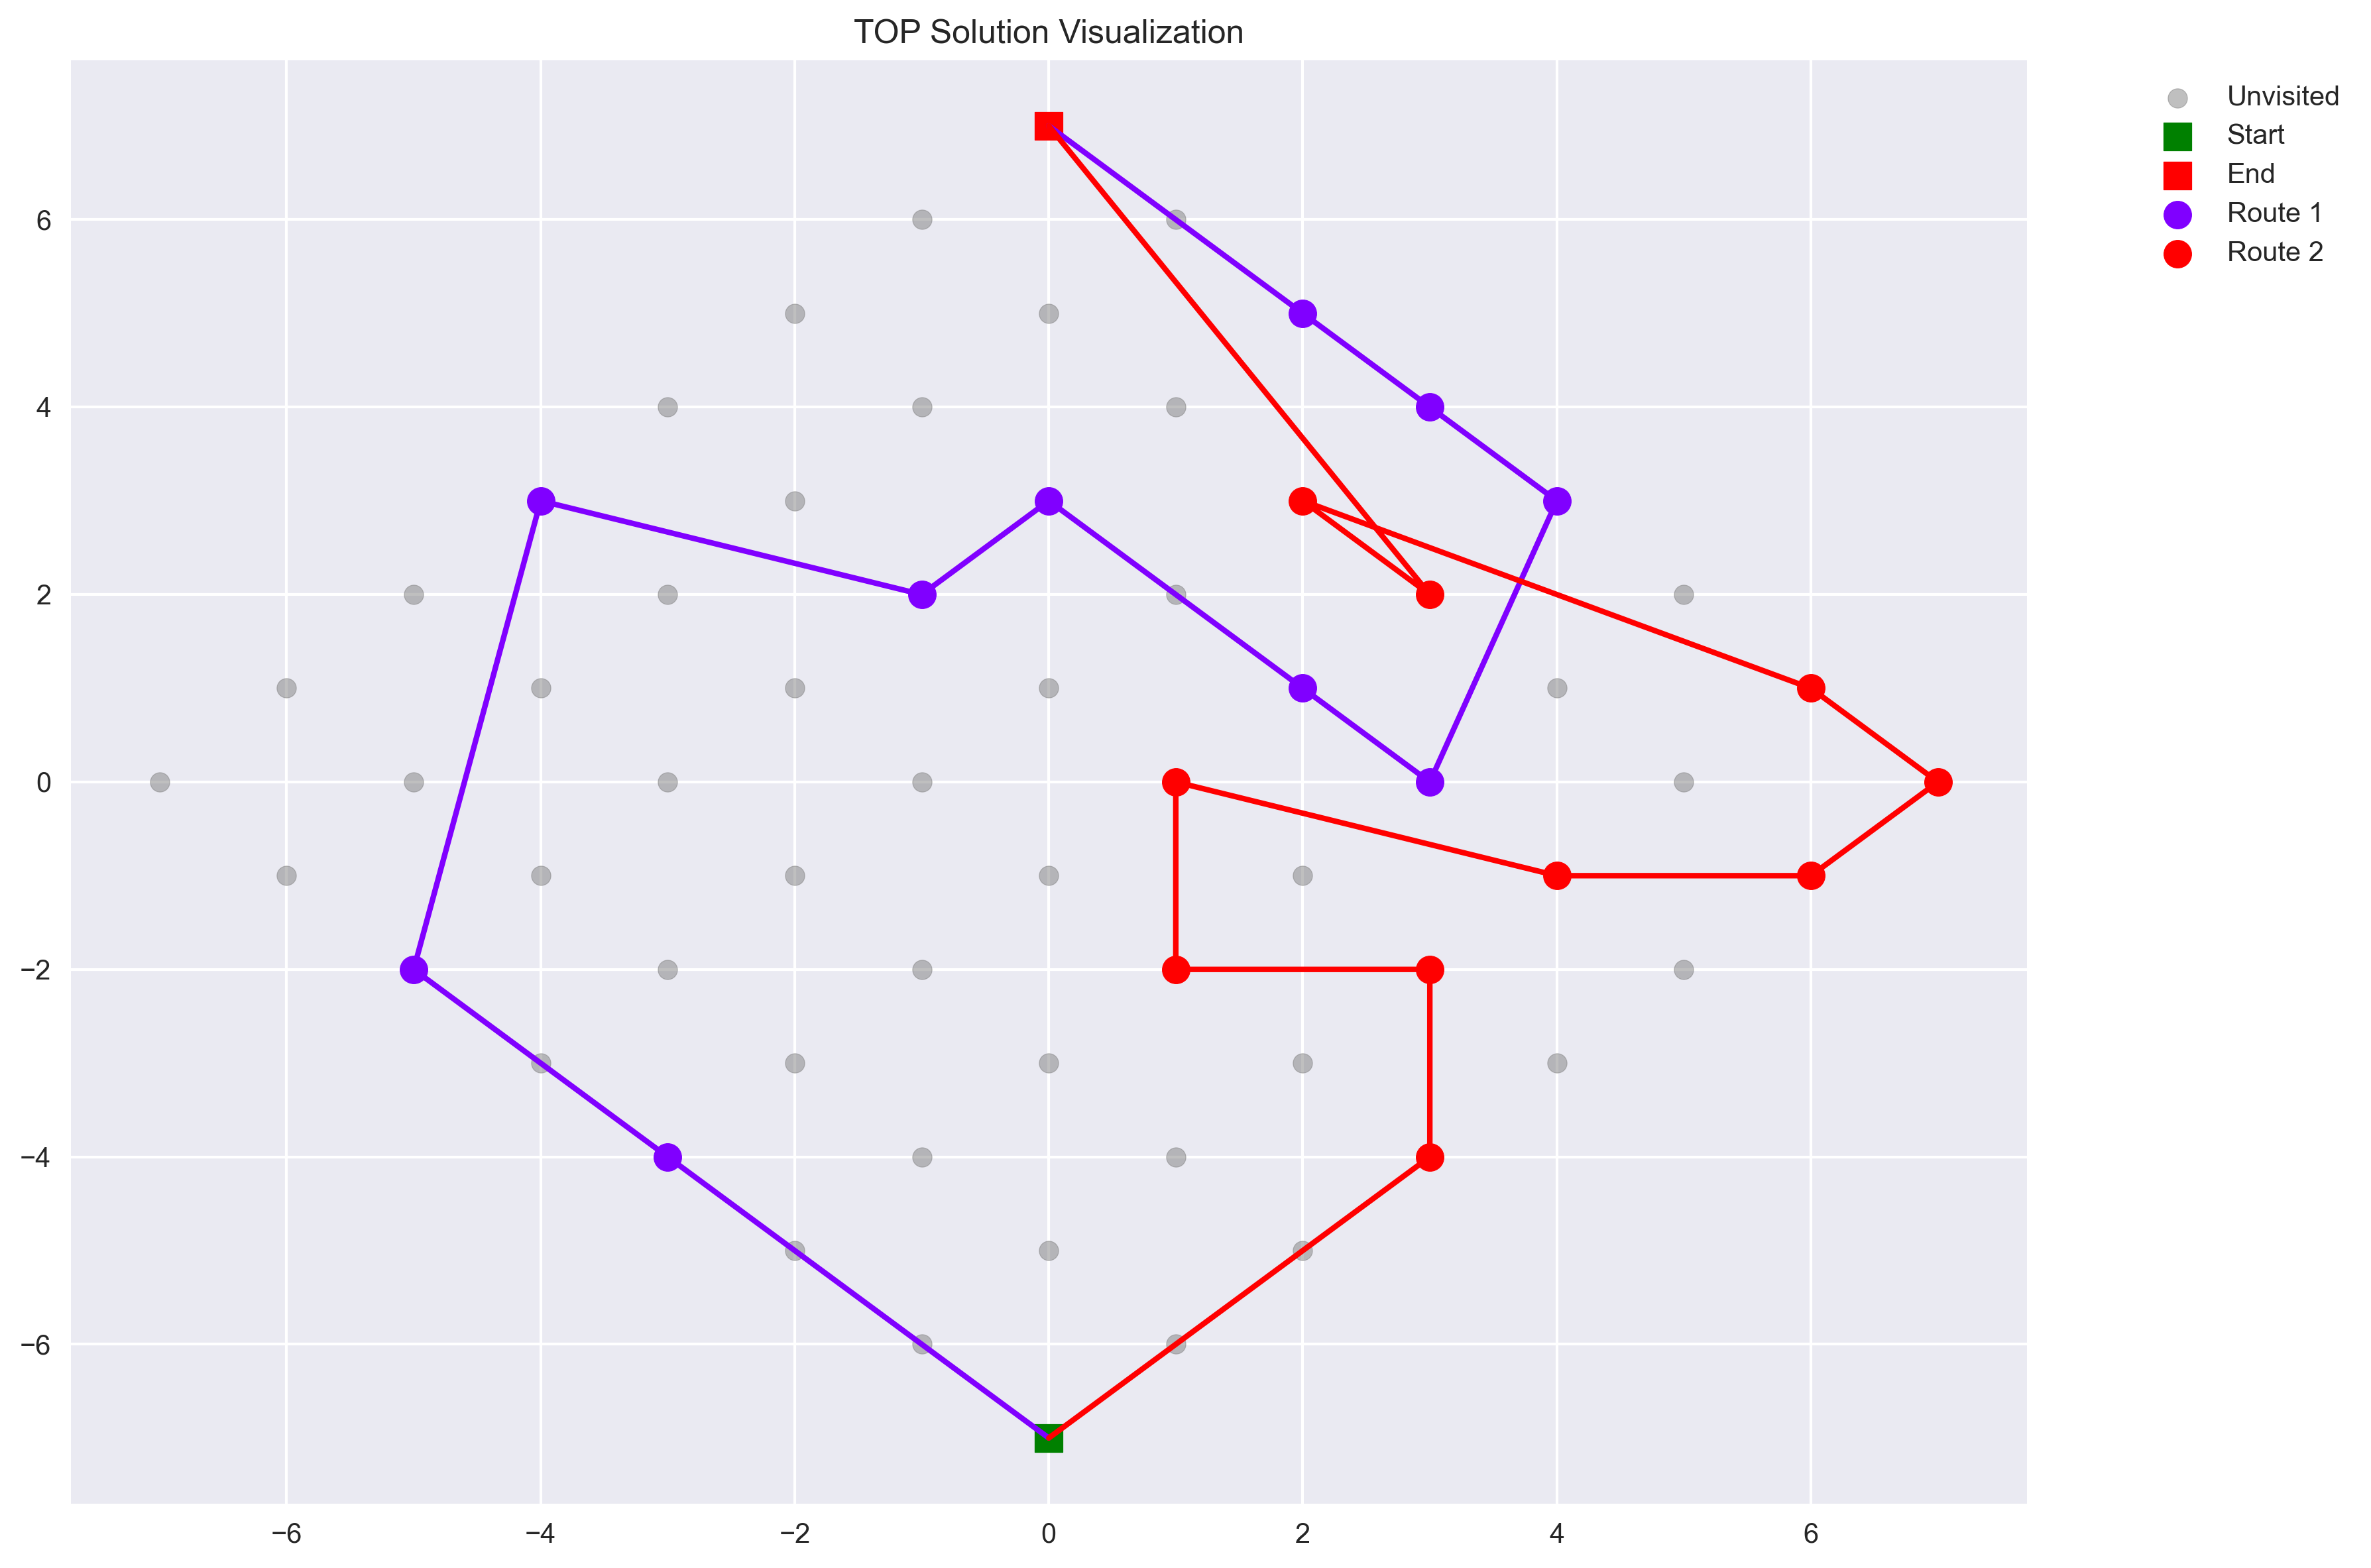 TOP Solution Visualization
Unvisited
Start
End
Route 1
Route 2
6
4
2
0
−2
−4
−6
−6 −4 −2 0 2 4 6